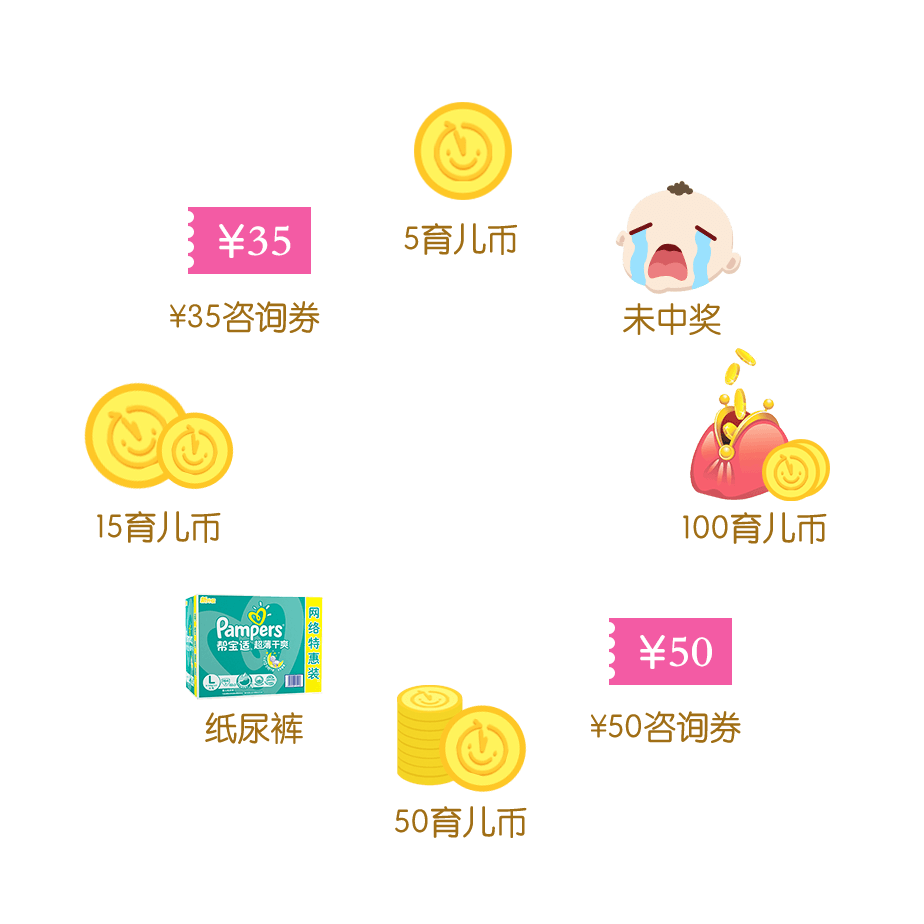 5育儿币
¥35
¥35咨询券
未中奖
15育儿币
100育儿币
Pampers
帮宝适 超薄干爽
L
网络特惠装
纸尿裤
¥50
¥50咨询券
50育儿币